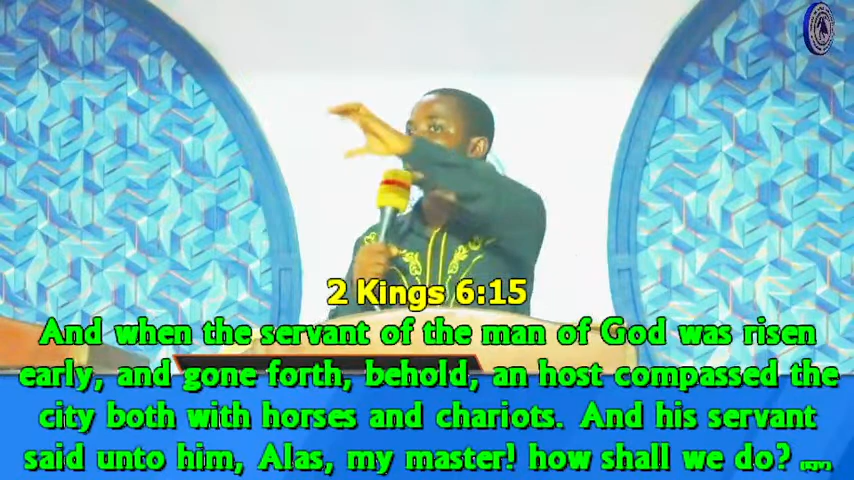 2 Kings 6:15
And when the servant of the man of God was risen
early, and gone forth, behold, an host compassed the
city both with horses and chariots. And his servant
said unto him, Alas, my master! how shall we do? (KJV)